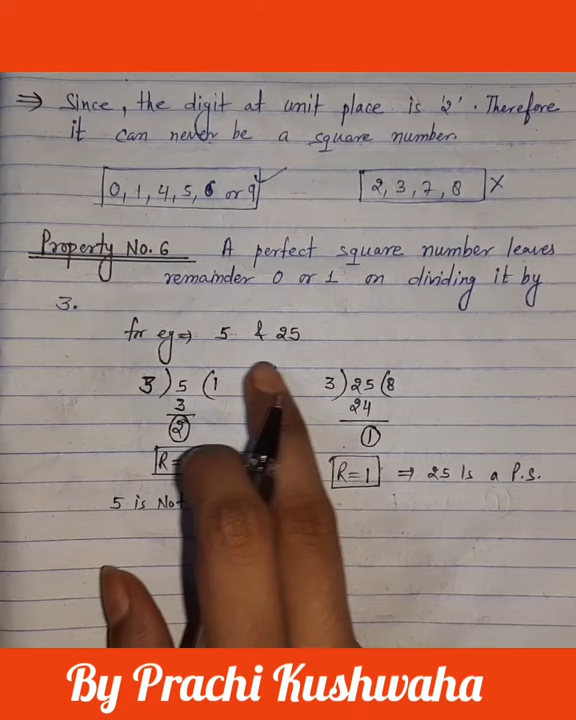 ⇒ Since, the digit at unit place is '2'. Therefore
it can never be a square number.
0, 1, 4, 5, 6 or 9 ✓ 2, 3, 7, 8 ×
Property No. 6 A perfect square number leaves
remainder 0 or 1 on dividing it by
3.
for eg ⇒ 5 & 25
3 ) 5 ( 1 3 ) 25 ( 8
3 24
2 1
R= R=1 ⇒ 25 Is a P.S.
5 is Not
By Prachi Kushwaha